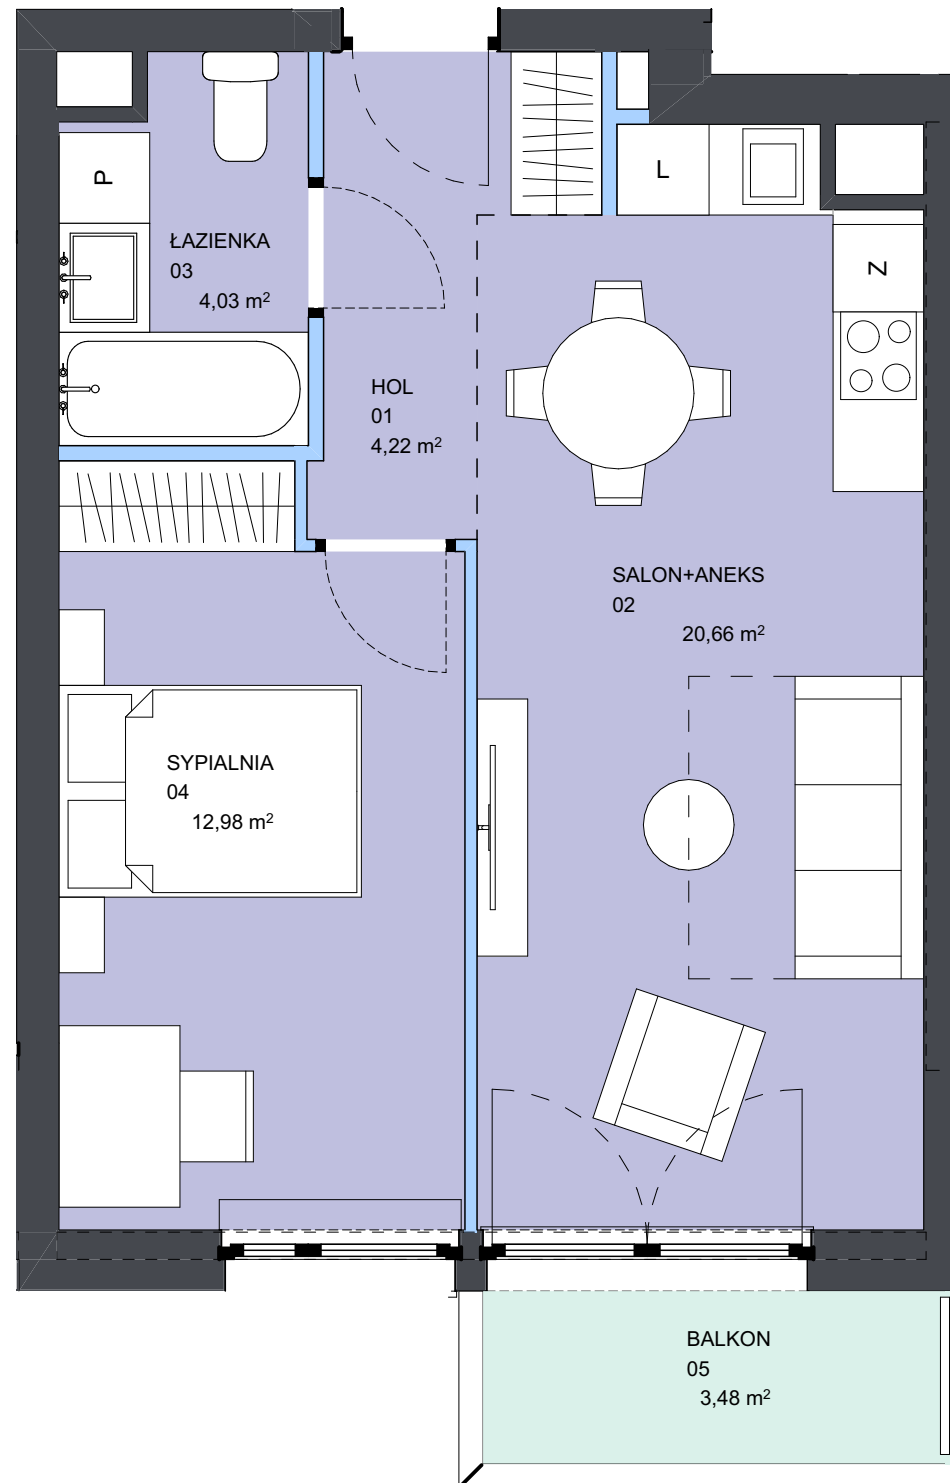 P
ŁAZIENKA
03
4,03 m²
L
Z
HOL
01
4,22 m²
SALON+ANEKS
02
20,66 m²
SYPIALNIA
04
12,98 m²
BALKON
05
3,48 m²